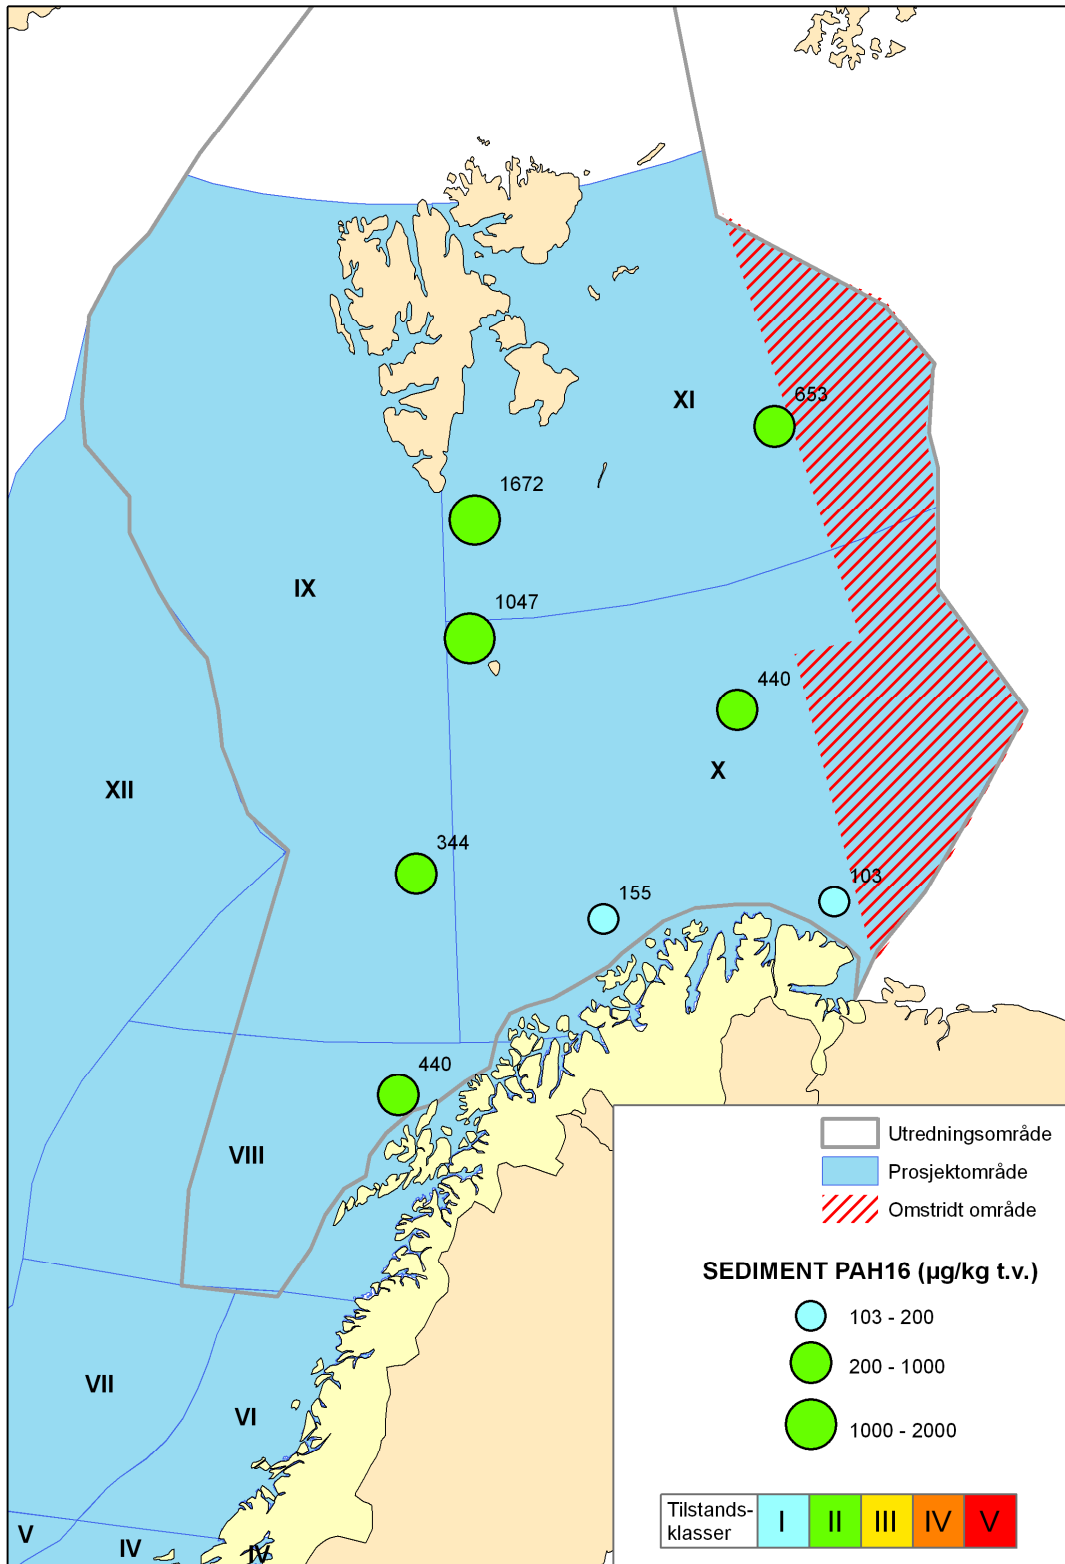 653
XI
1672
IX
1047
440
X
XII
344
103
155
440
VIII
Utredningsområde
Prosjektområde
Omstridt område
SEDIMENT PAH16 (µg/kg t.v.)
103 - 200
200 - 1000
1000 - 2000
VII
VI
Tilstands-
klasser
I II III IV V
V
IV
IV